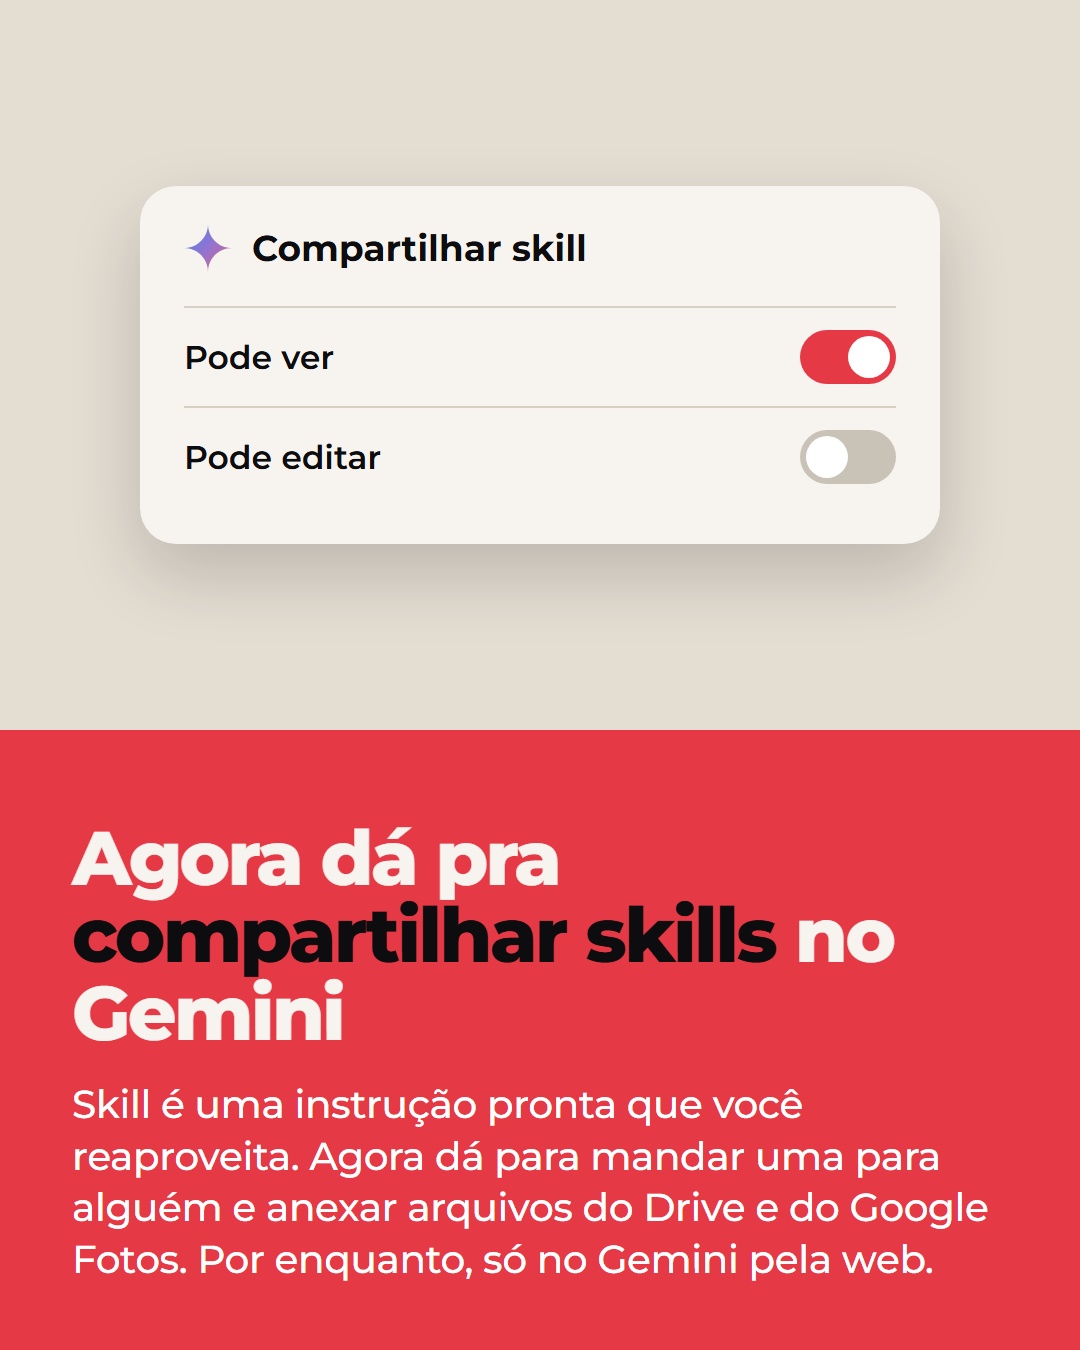 Compartilhar skill
Pode ver
Pode editar
Agora dá pra
compartilhar skills no
Gemini
Skill é uma instrução pronta que você
reaproveita. Agora dá para mandar uma para
alguém e anexar arquivos do Drive e do Google
Fotos. Por enquanto, só no Gemini pela web.